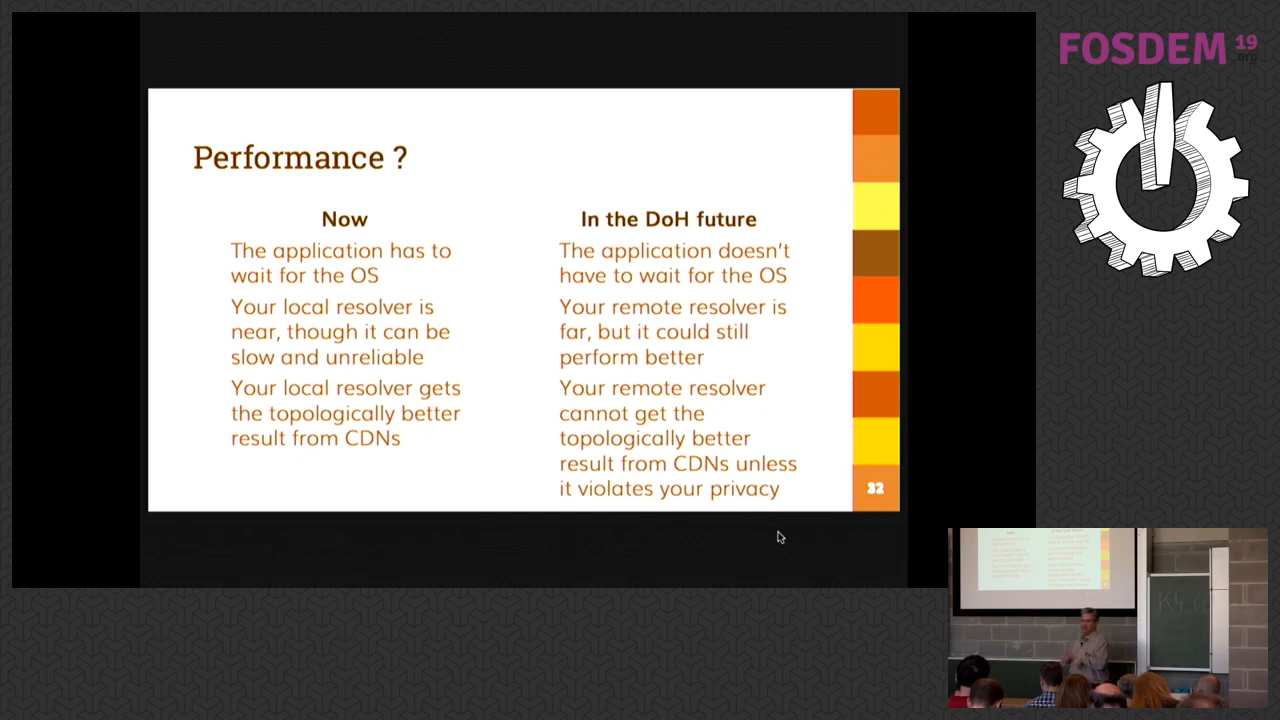 FOSDEM 19
.org
Performance ?
Now
The application has to
wait for the OS
Your local resolver is
near, though it can be
slow and unreliable
Your local resolver gets
the topologically better
result from CDNs
In the DoH future
The application doesn't
have to wait for the OS
Your remote resolver is
far, but it could still
perform better
Your remote resolver
cannot get the
topologically better
result from CDNs unless
it violates your privacy
32